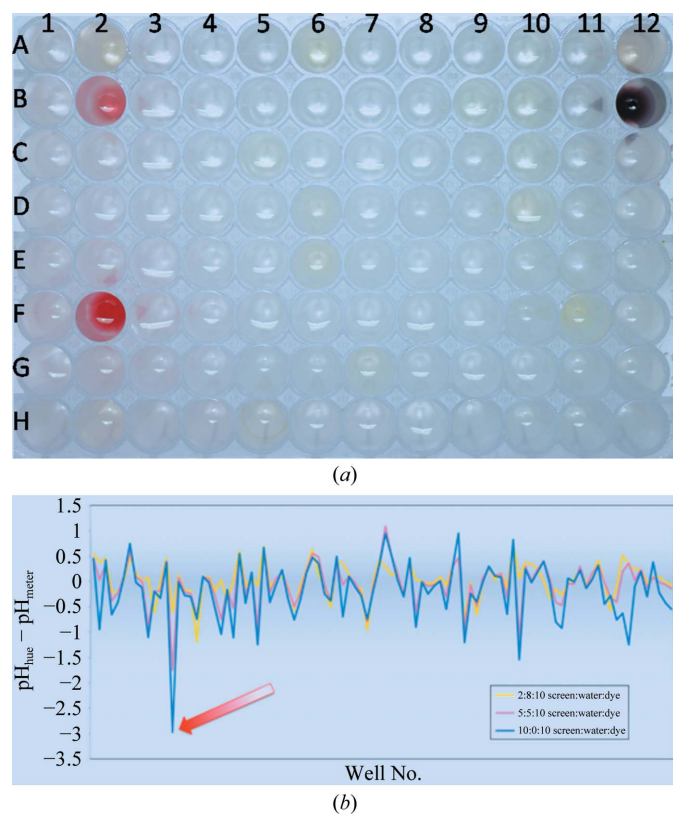 1 2 3 4 5 6 7 8 9 10 11 12
A
B
C
D
E
F
G
H
(a)
1.5
1
0.5
0
−0.5
−1
−1.5
−2
−2.5
−3
−3.5
pHhue − pHmeter
2:8:10 screen:water:dye
5:5:10 screen:water:dye
10:0:10 screen:water:dye
Well No.
(b)